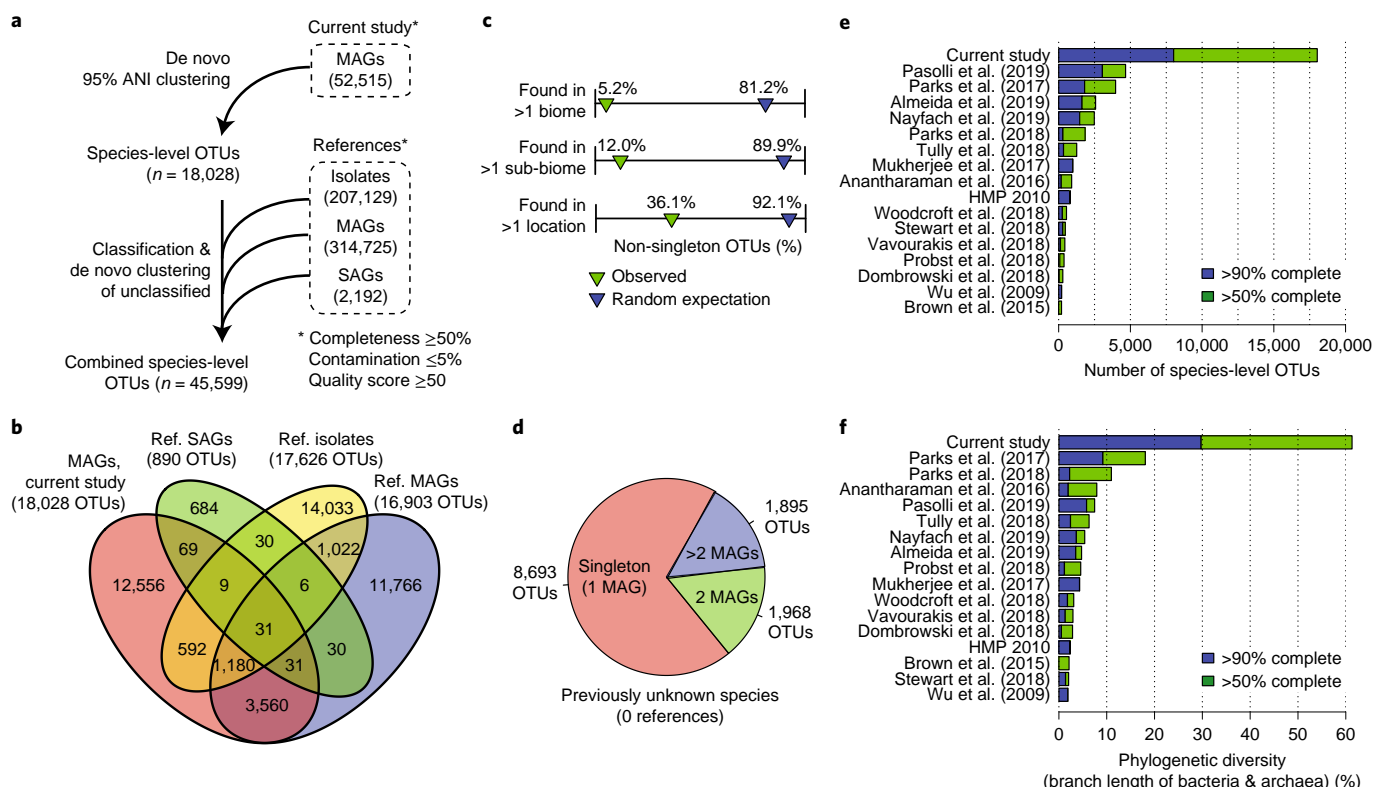 a
Current study*
MAGs
(52,515)
De novo
95% ANI clustering
Species-level OTUs
(n = 18,028)
References*
Isolates
(207,129)
MAGs
(314,725)
SAGs
(2,192)
Classification &
de novo clustering
of unclassified
Combined species-level
OTUs (n = 45,599)
* Completeness ≥50%
Contamination ≤5%
Quality score ≥50
b
MAGs,
current study
(18,028 OTUs)
Ref. SAGs
(890 OTUs)
Ref. isolates
(17,626 OTUs)
Ref. MAGs
(16,903 OTUs)
684
14,033
69
30
1,022
12,556
9
6
11,766
31
592
30
1,180
31
3,560
c
Found in
>1 biome
5.2%
81.2%
Found in
>1 sub-biome
12.0%
89.9%
Found in
>1 location
36.1%
92.1%
Non-singleton OTUs (%)
Observed
Random expectation
d
8,693
OTUs
Singleton
(1 MAG)
>2 MAGs
1,895
OTUs
2 MAGs
1,968
OTUs
Previously unknown species
(0 references)
e
Current study
Pasolli et al. (2019)
Parks et al. (2017)
Almeida et al. (2019)
Nayfach et al. (2019)
Parks et al. (2018)
Tully et al. (2018)
Mukherjee et al. (2017)
Anantharaman et al. (2016)
HMP 2010
Woodcroft et al. (2018)
Stewart et al. (2018)
Vavourakis et al. (2018)
Probst et al. (2018)
Dombrowski et al. (2018)
Wu et al. (2009)
Brown et al. (2015)
>90% complete
>50% complete
0
5,000
10,000
15,000
20,000
Number of species-level OTUs
f
Current study
Parks et al. (2017)
Parks et al. (2018)
Anantharaman et al. (2016)
Pasolli et al. (2019)
Tully et al. (2018)
Nayfach et al. (2019)
Almeida et al. (2019)
Probst et al. (2018)
Mukherjee et al. (2017)
Woodcroft et al. (2018)
Vavourakis et al. (2018)
Dombrowski et al. (2018)
HMP 2010
Brown et al. (2015)
Stewart et al. (2018)
Wu et al. (2009)
>90% complete
>50% complete
0
10
20
30
40
50
60
Phylogenetic diversity
(branch length of bacteria & archaea) (%)